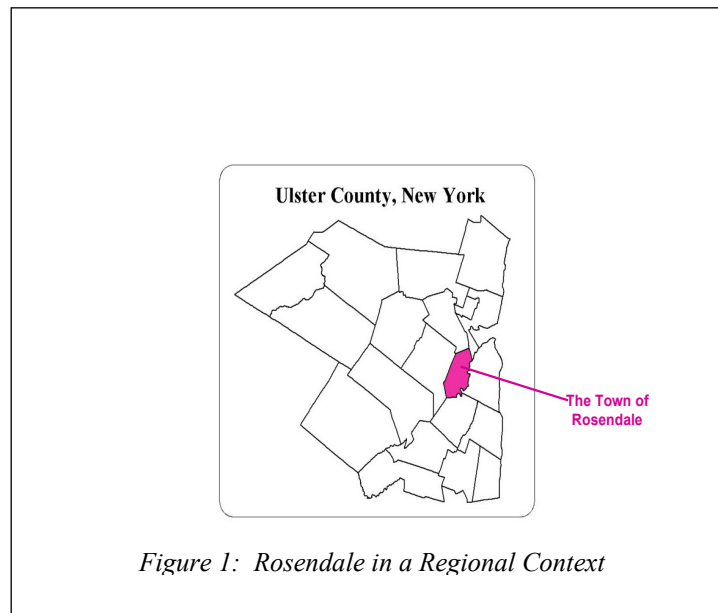 Ulster County, New York
The Town of
Rosendale
Figure 1:  Rosendale in a Regional Context